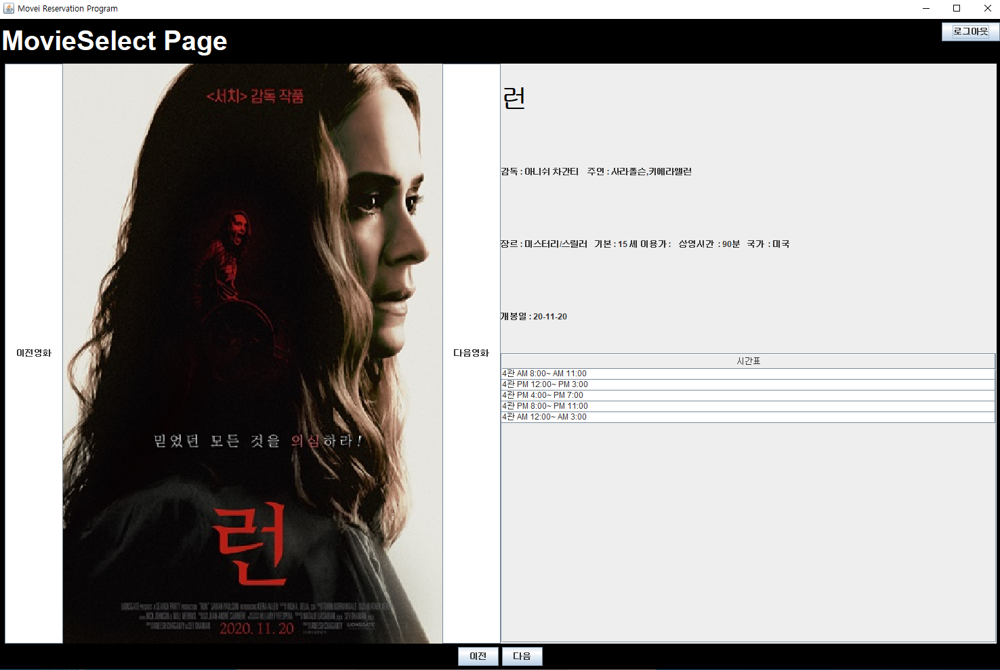 Movei Reservation Program
MovieSelect Page
로그아웃
<서치> 감독 작품
런
감독 : 아니쉬 차간티 주연 : 사라폴슨,키에라앨런
장르 : 미스터리/스릴러 기본 : 15세 이용가 : 상영시간 : 90분 국가 : 미국
개봉일 : 20-11-20
이전영화
다음영화
시간표
4관 AM 8:00~ AM 11:00
4관 PM 12:00~ PM 3:00
4관 PM 4:00~ PM 7:00
4관 PM 8:00~ PM 11:00
4관 AM 12:00~ AM 3:00
믿었던 모든 것을 의심하라!
런
2020. 11. 20
LIONSGATE
이전
다음